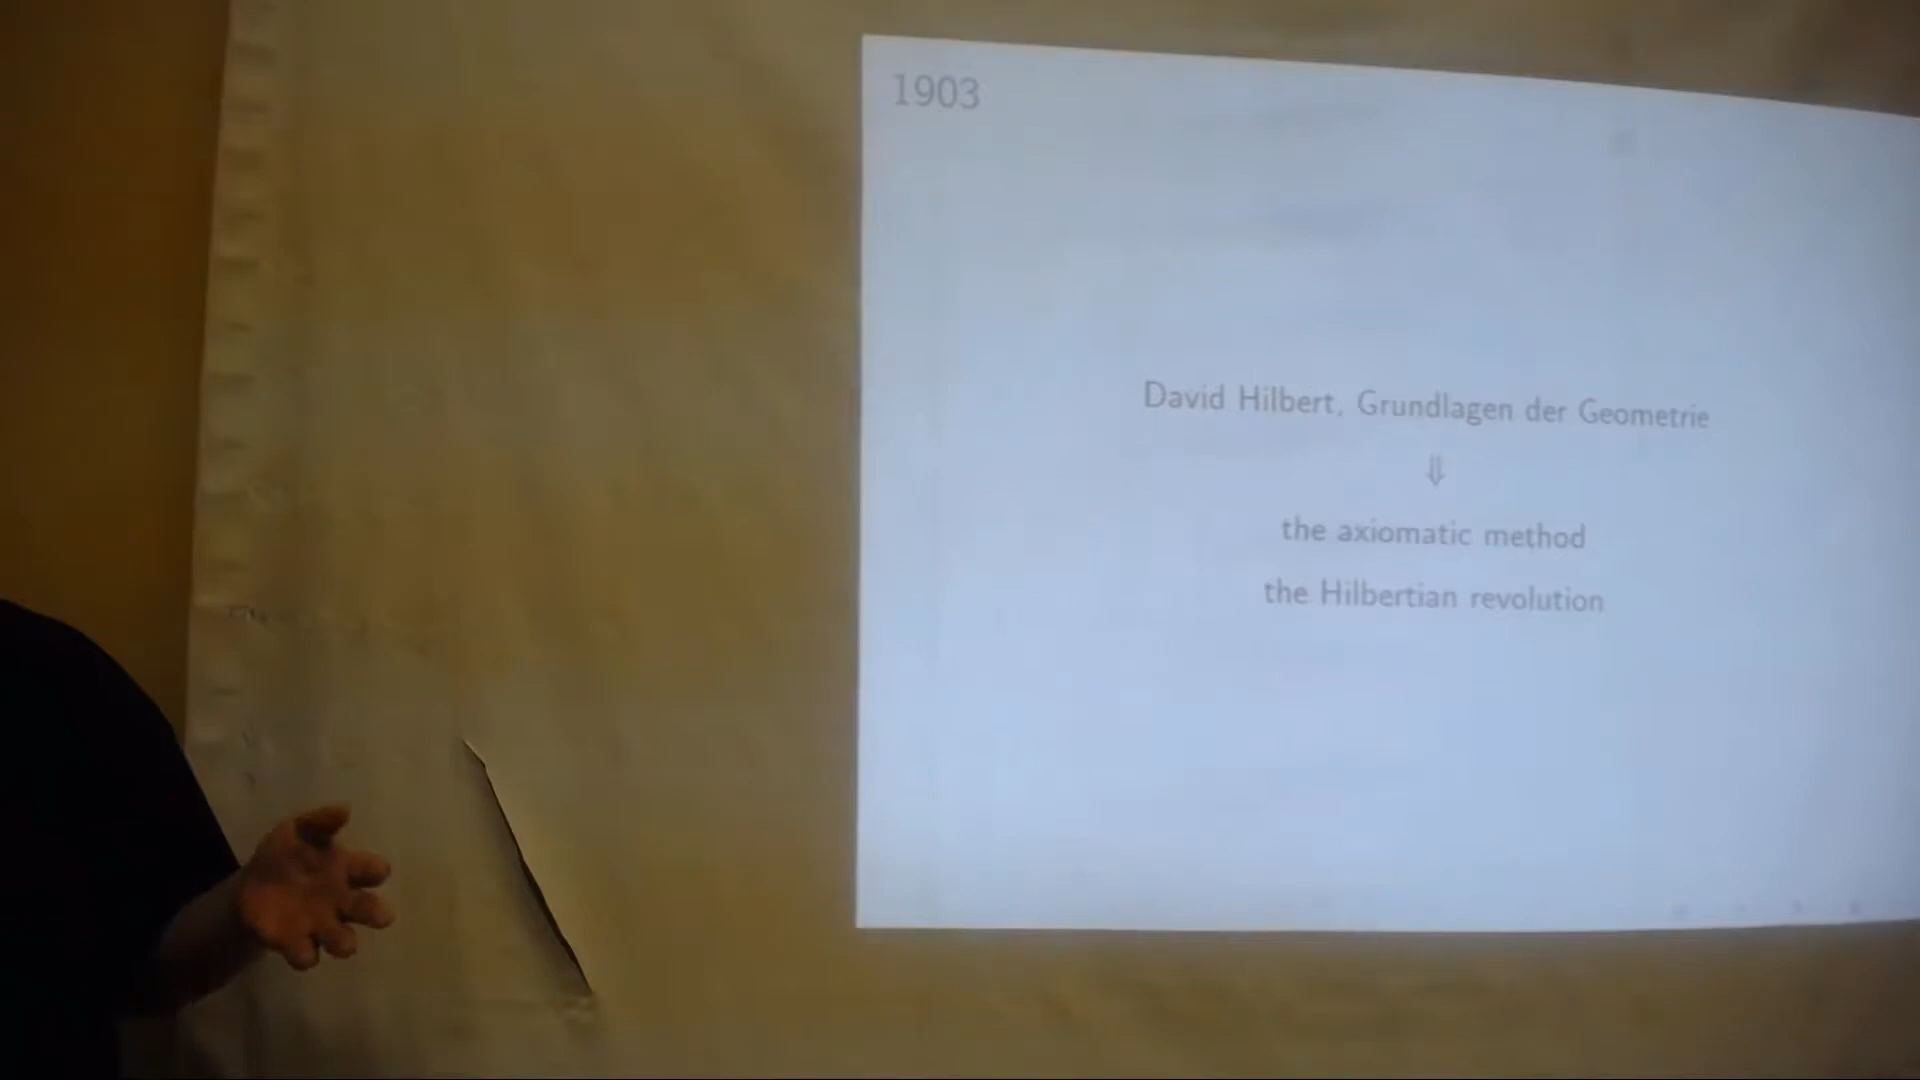 1903
David Hilbert, Grundlagen der Geometrie
⇓
the axiomatic method
the Hilbertian revolution